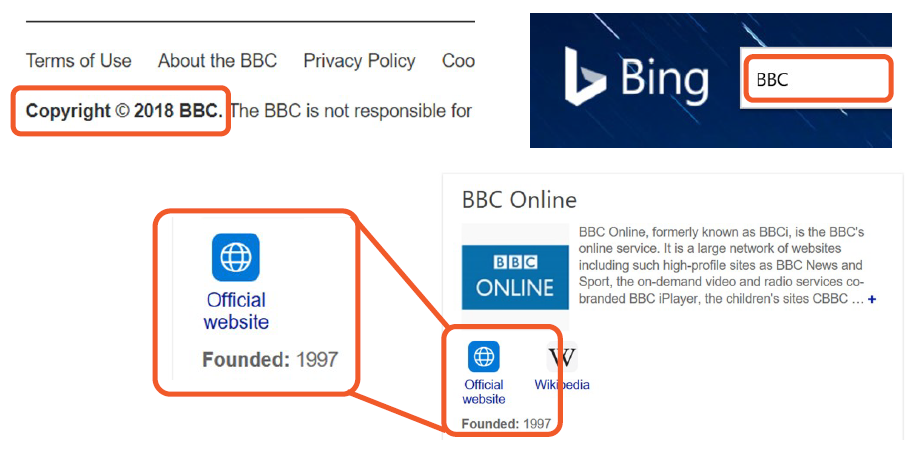 Terms of Use About the BBC Privacy Policy Coo
Copyright © 2018 BBC. The BBC is not responsible for
Bing
BBC
BBC Online
BBC Online, formerly known as BBCi, is the BBC's
online service. It is a large network of websites
including such high-profile sites as BBC News and
Sport, the on-demand video and radio services co-
branded BBC iPlayer, the children's sites CBBC ... +
BBC
ONLINE
Official
website
Founded: 1997
W
Official Wikipedia
website
Founded: 1997